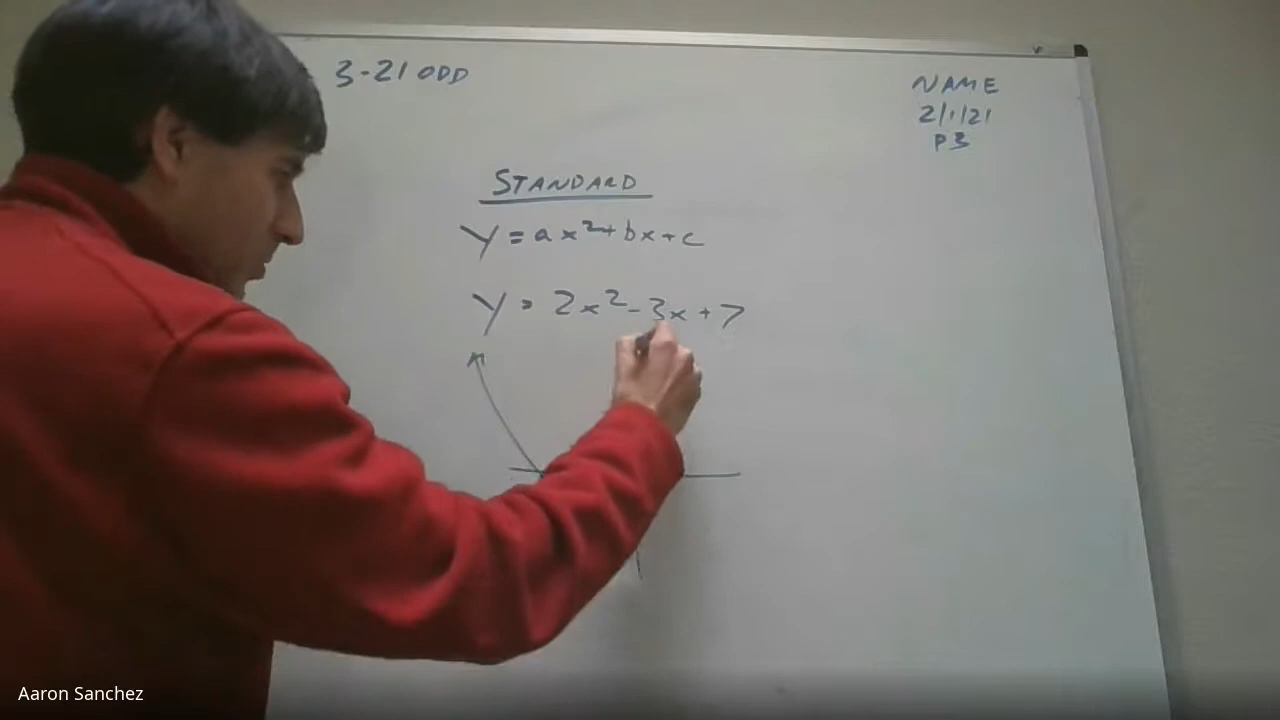 3-21 ODD
NAME
2/1/21
P3
STANDARD
y = ax²+bx+c
y = 2x²-3x+7
Aaron Sanchez